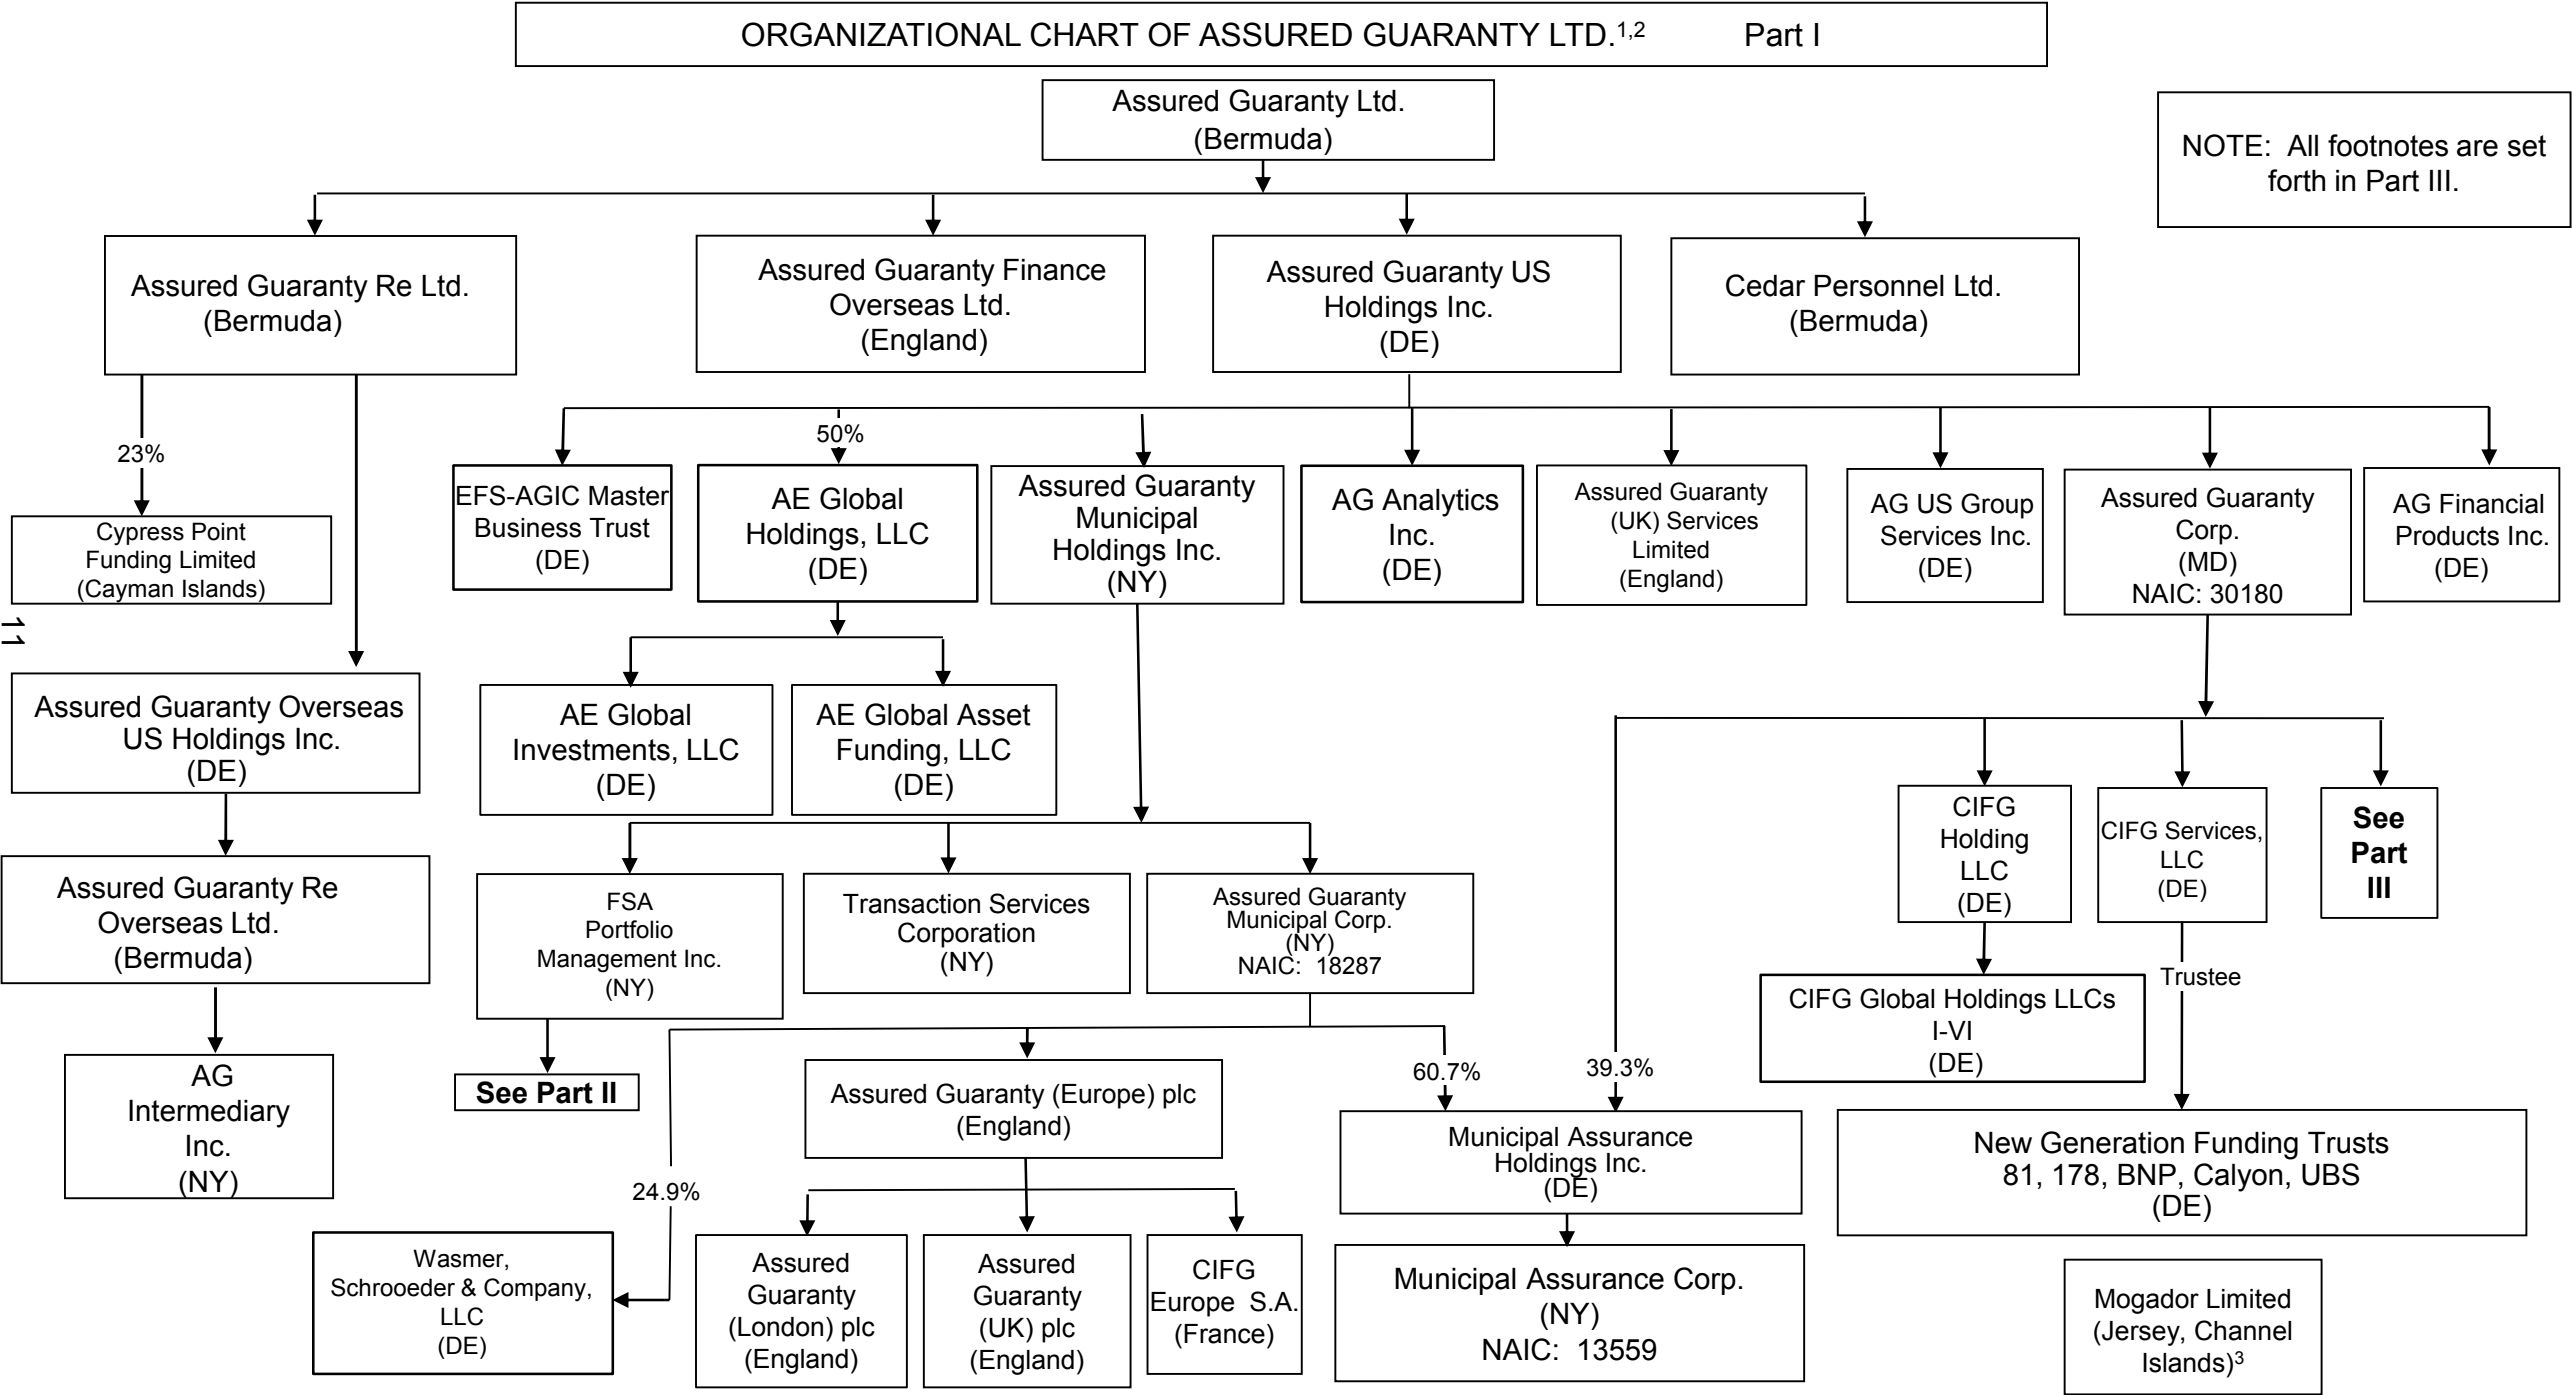 ORGANIZATIONAL CHART OF ASSURED GUARANTY LTD.1,2 Part I
Assured Guaranty Ltd.
(Bermuda)
NOTE: All footnotes are set
forth in Part III.
Assured Guaranty Re Ltd.
(Bermuda)
Assured Guaranty Finance
Overseas Ltd.
(England)
Assured Guaranty US
Holdings Inc.
(DE)
Cedar Personnel Ltd.
(Bermuda)
23%
50%
Cypress Point
Funding Limited
(Cayman Islands)
EFS-AGIC Master
Business Trust
(DE)
AE Global
Holdings, LLC
(DE)
Assured Guaranty
Municipal
Holdings Inc.
(NY)
AG Analytics
Inc.
(DE)
Assured Guaranty
(UK) Services
Limited
(England)
AG US Group
Services Inc.
(DE)
Assured Guaranty
Corp.
(MD)
NAIC: 30180
AG Financial
Products Inc.
(DE)
11
Assured Guaranty Overseas
US Holdings Inc.
(DE)
AE Global
Investments, LLC
(DE)
AE Global Asset
Funding, LLC
(DE)
CIFG
Holding
LLC
(DE)
CIFG Services,
LLC
(DE)
See
Part
III
Assured Guaranty Re
Overseas Ltd.
(Bermuda)
FSA
Portfolio
Management Inc.
(NY)
Transaction Services
Corporation
(NY)
Assured Guaranty
Municipal Corp.
(NY)
NAIC: 18287
Trustee
CIFG Global Holdings LLCs
I-VI
(DE)
AG
Intermediary
Inc.
(NY)
See Part II
Assured Guaranty (Europe) plc
(England)
60.7%
39.3%
Municipal Assurance
Holdings Inc.
(DE)
New Generation Funding Trusts
81, 178, BNP, Calyon, UBS
(DE)
24.9%
Wasmer,
Schrooeder & Company,
LLC
(DE)
Assured
Guaranty
(London) plc
(England)
Assured
Guaranty
(UK) plc
(England)
CIFG
Europe S.A.
(France)
Municipal Assurance Corp.
(NY)
NAIC: 13559
Mogador Limited
(Jersey, Channel
Islands)3